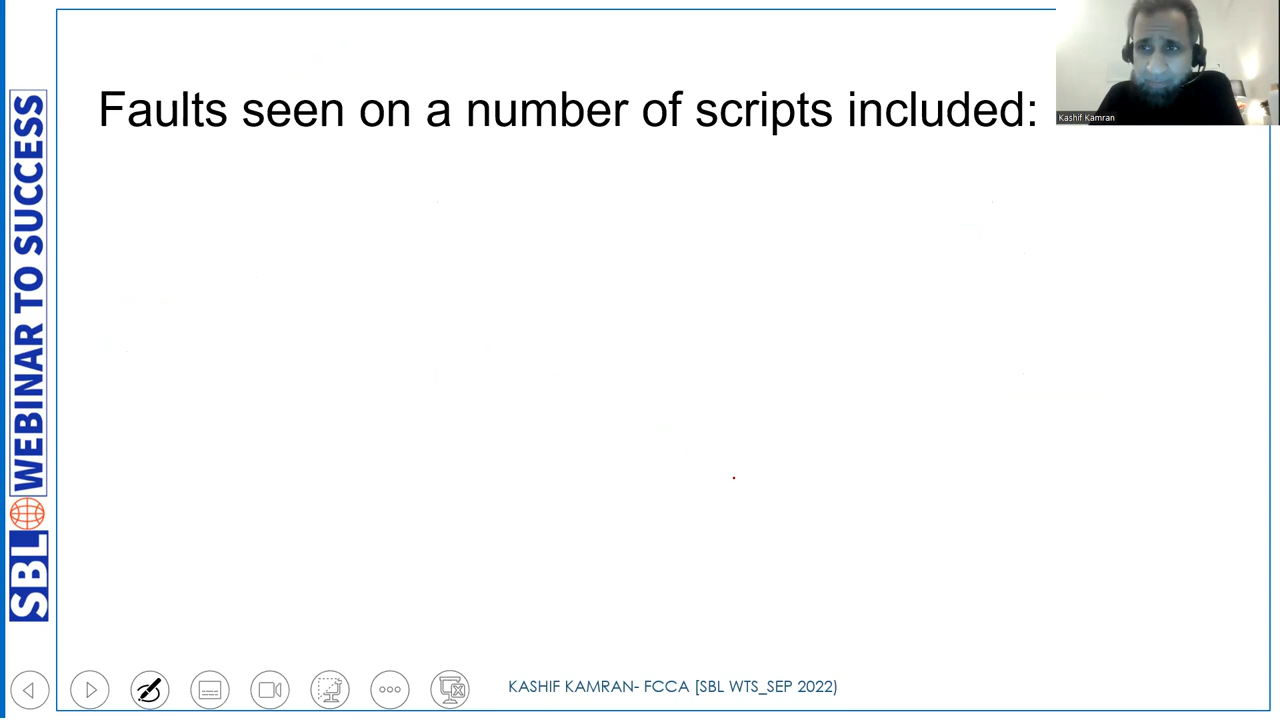 Faults seen on a number of scripts included:
Kashif Kamran
SBL WEBINAR TO SUCCESS
KASHIF KAMRAN- FCCA [SBL WTS_SEP 2022)